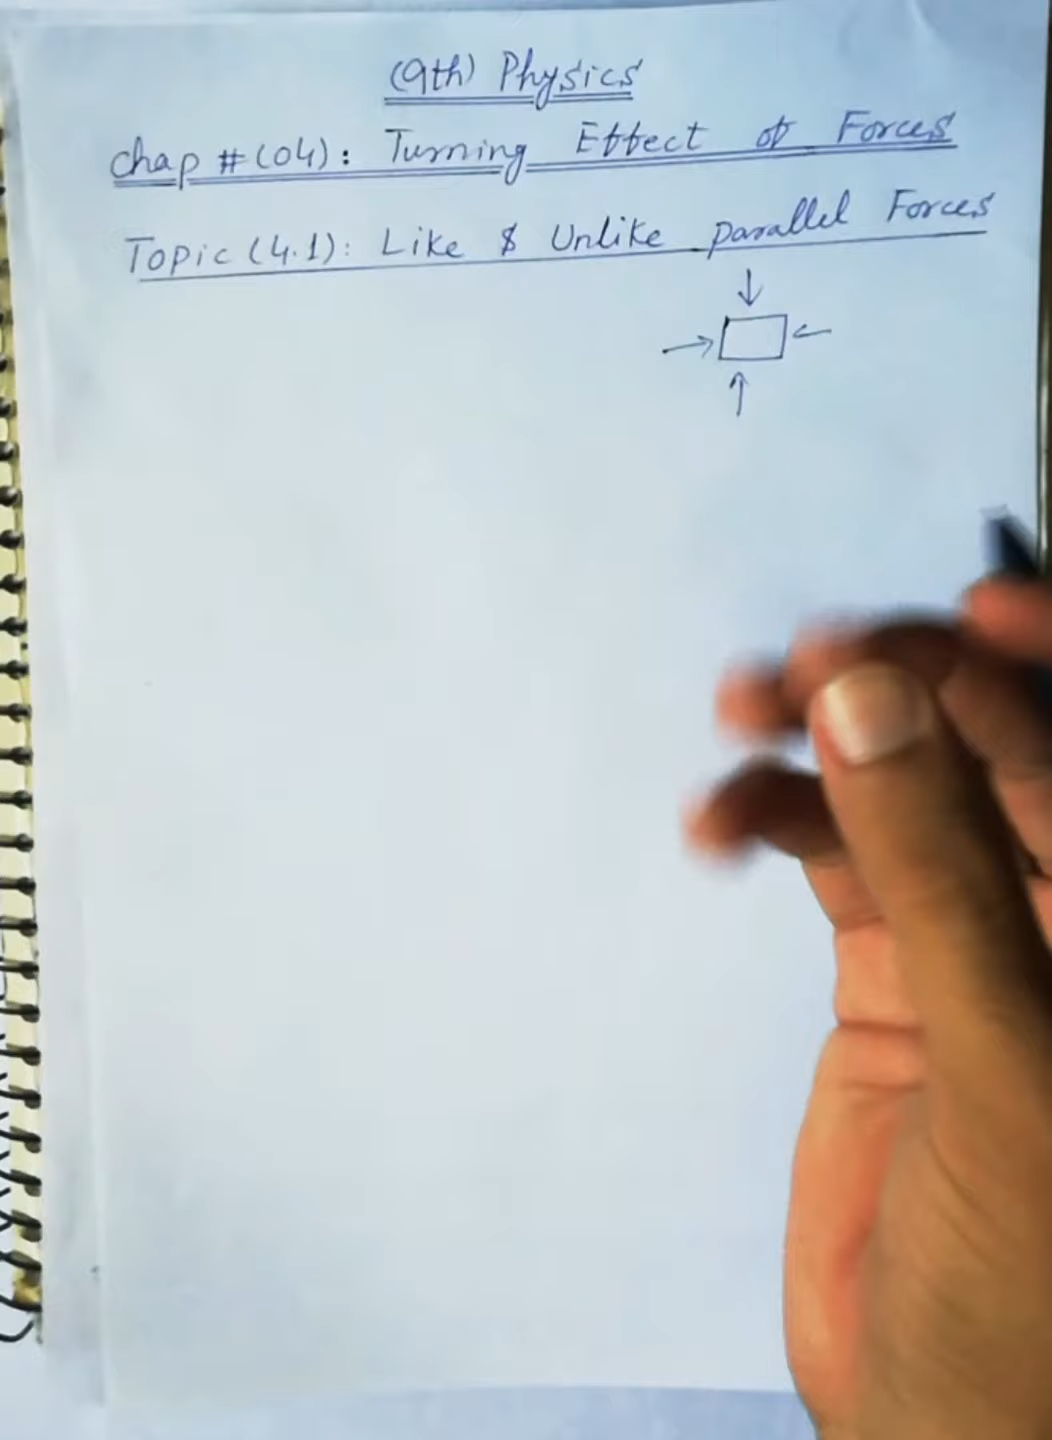 (9th) Physics
Chap # (04): Turning Effect of Forces
Topic (4.1): Like & Unlike parallel Forces